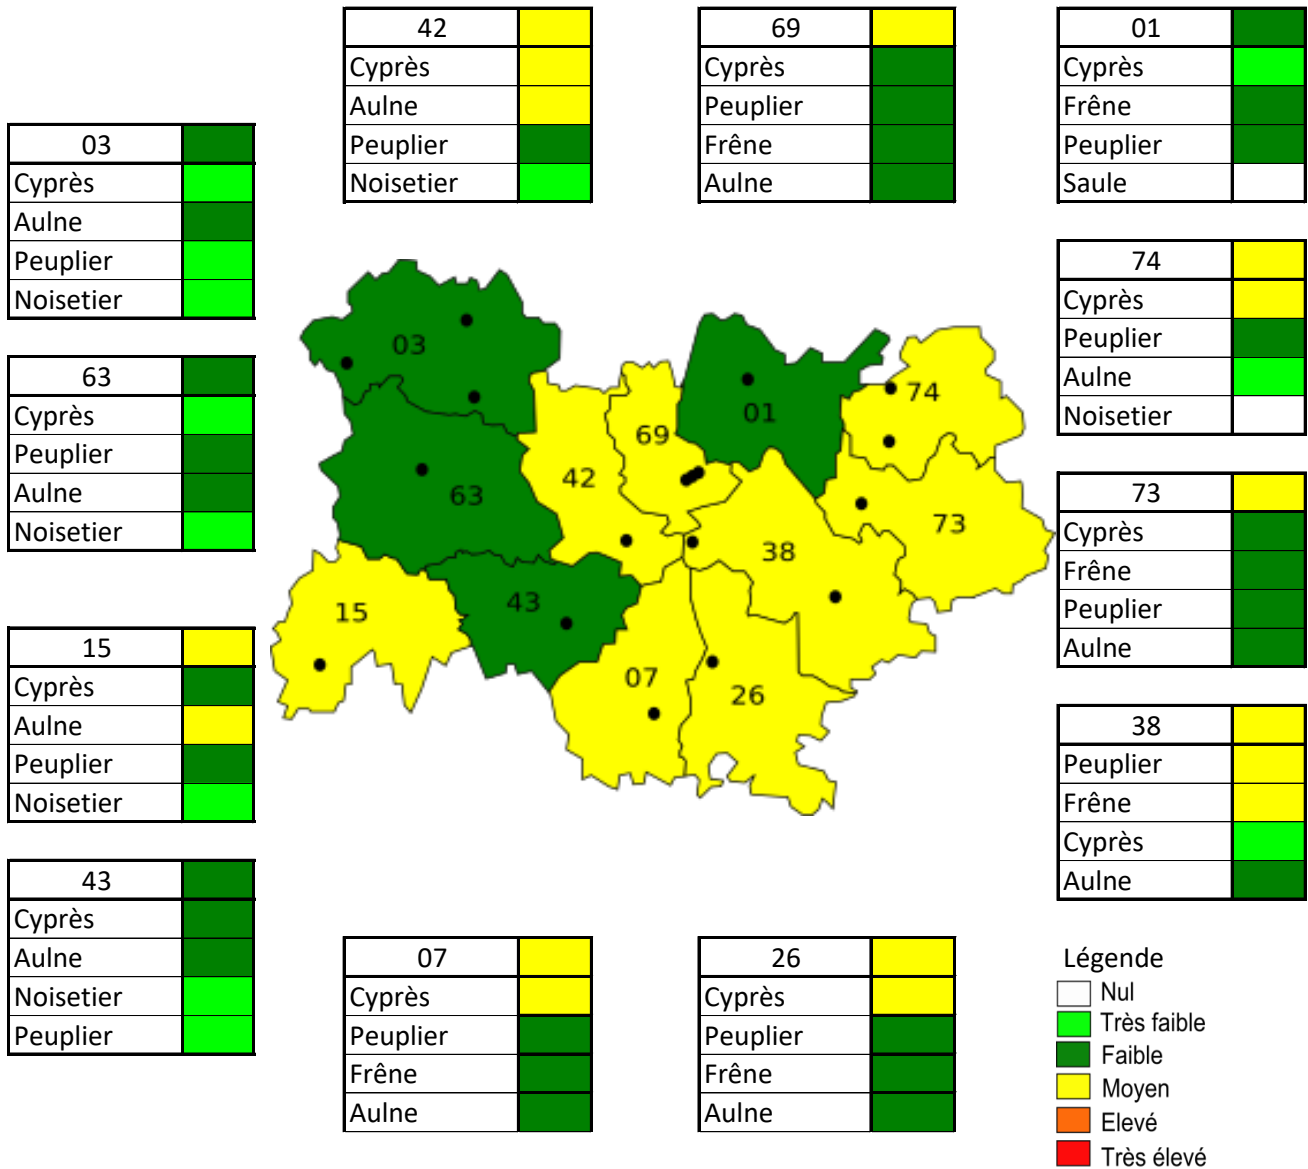 42
Cyprès
Aulne
Peuplier
Noisetier
69
Cyprès
Peuplier
Frêne
Aulne
01
Cyprès
Frêne
Peuplier
Saule
03
Cyprès
Aulne
Peuplier
Noisetier
74
Cyprès
Peuplier
Aulne
Noisetier
63
Cyprès
Peuplier
Aulne
Noisetier
03
74
01
69
42
63
73
38
43
15
07
26
73
Cyprès
Frêne
Peuplier
Aulne
15
Cyprès
Aulne
Peuplier
Noisetier
38
Peuplier
Frêne
Cyprès
Aulne
43
Cyprès
Aulne
Noisetier
Peuplier
07
Cyprès
Peuplier
Frêne
Aulne
26
Cyprès
Peuplier
Frêne
Aulne
Légende
Nul
Très faible
Faible
Moyen
Elevé
Très élevé